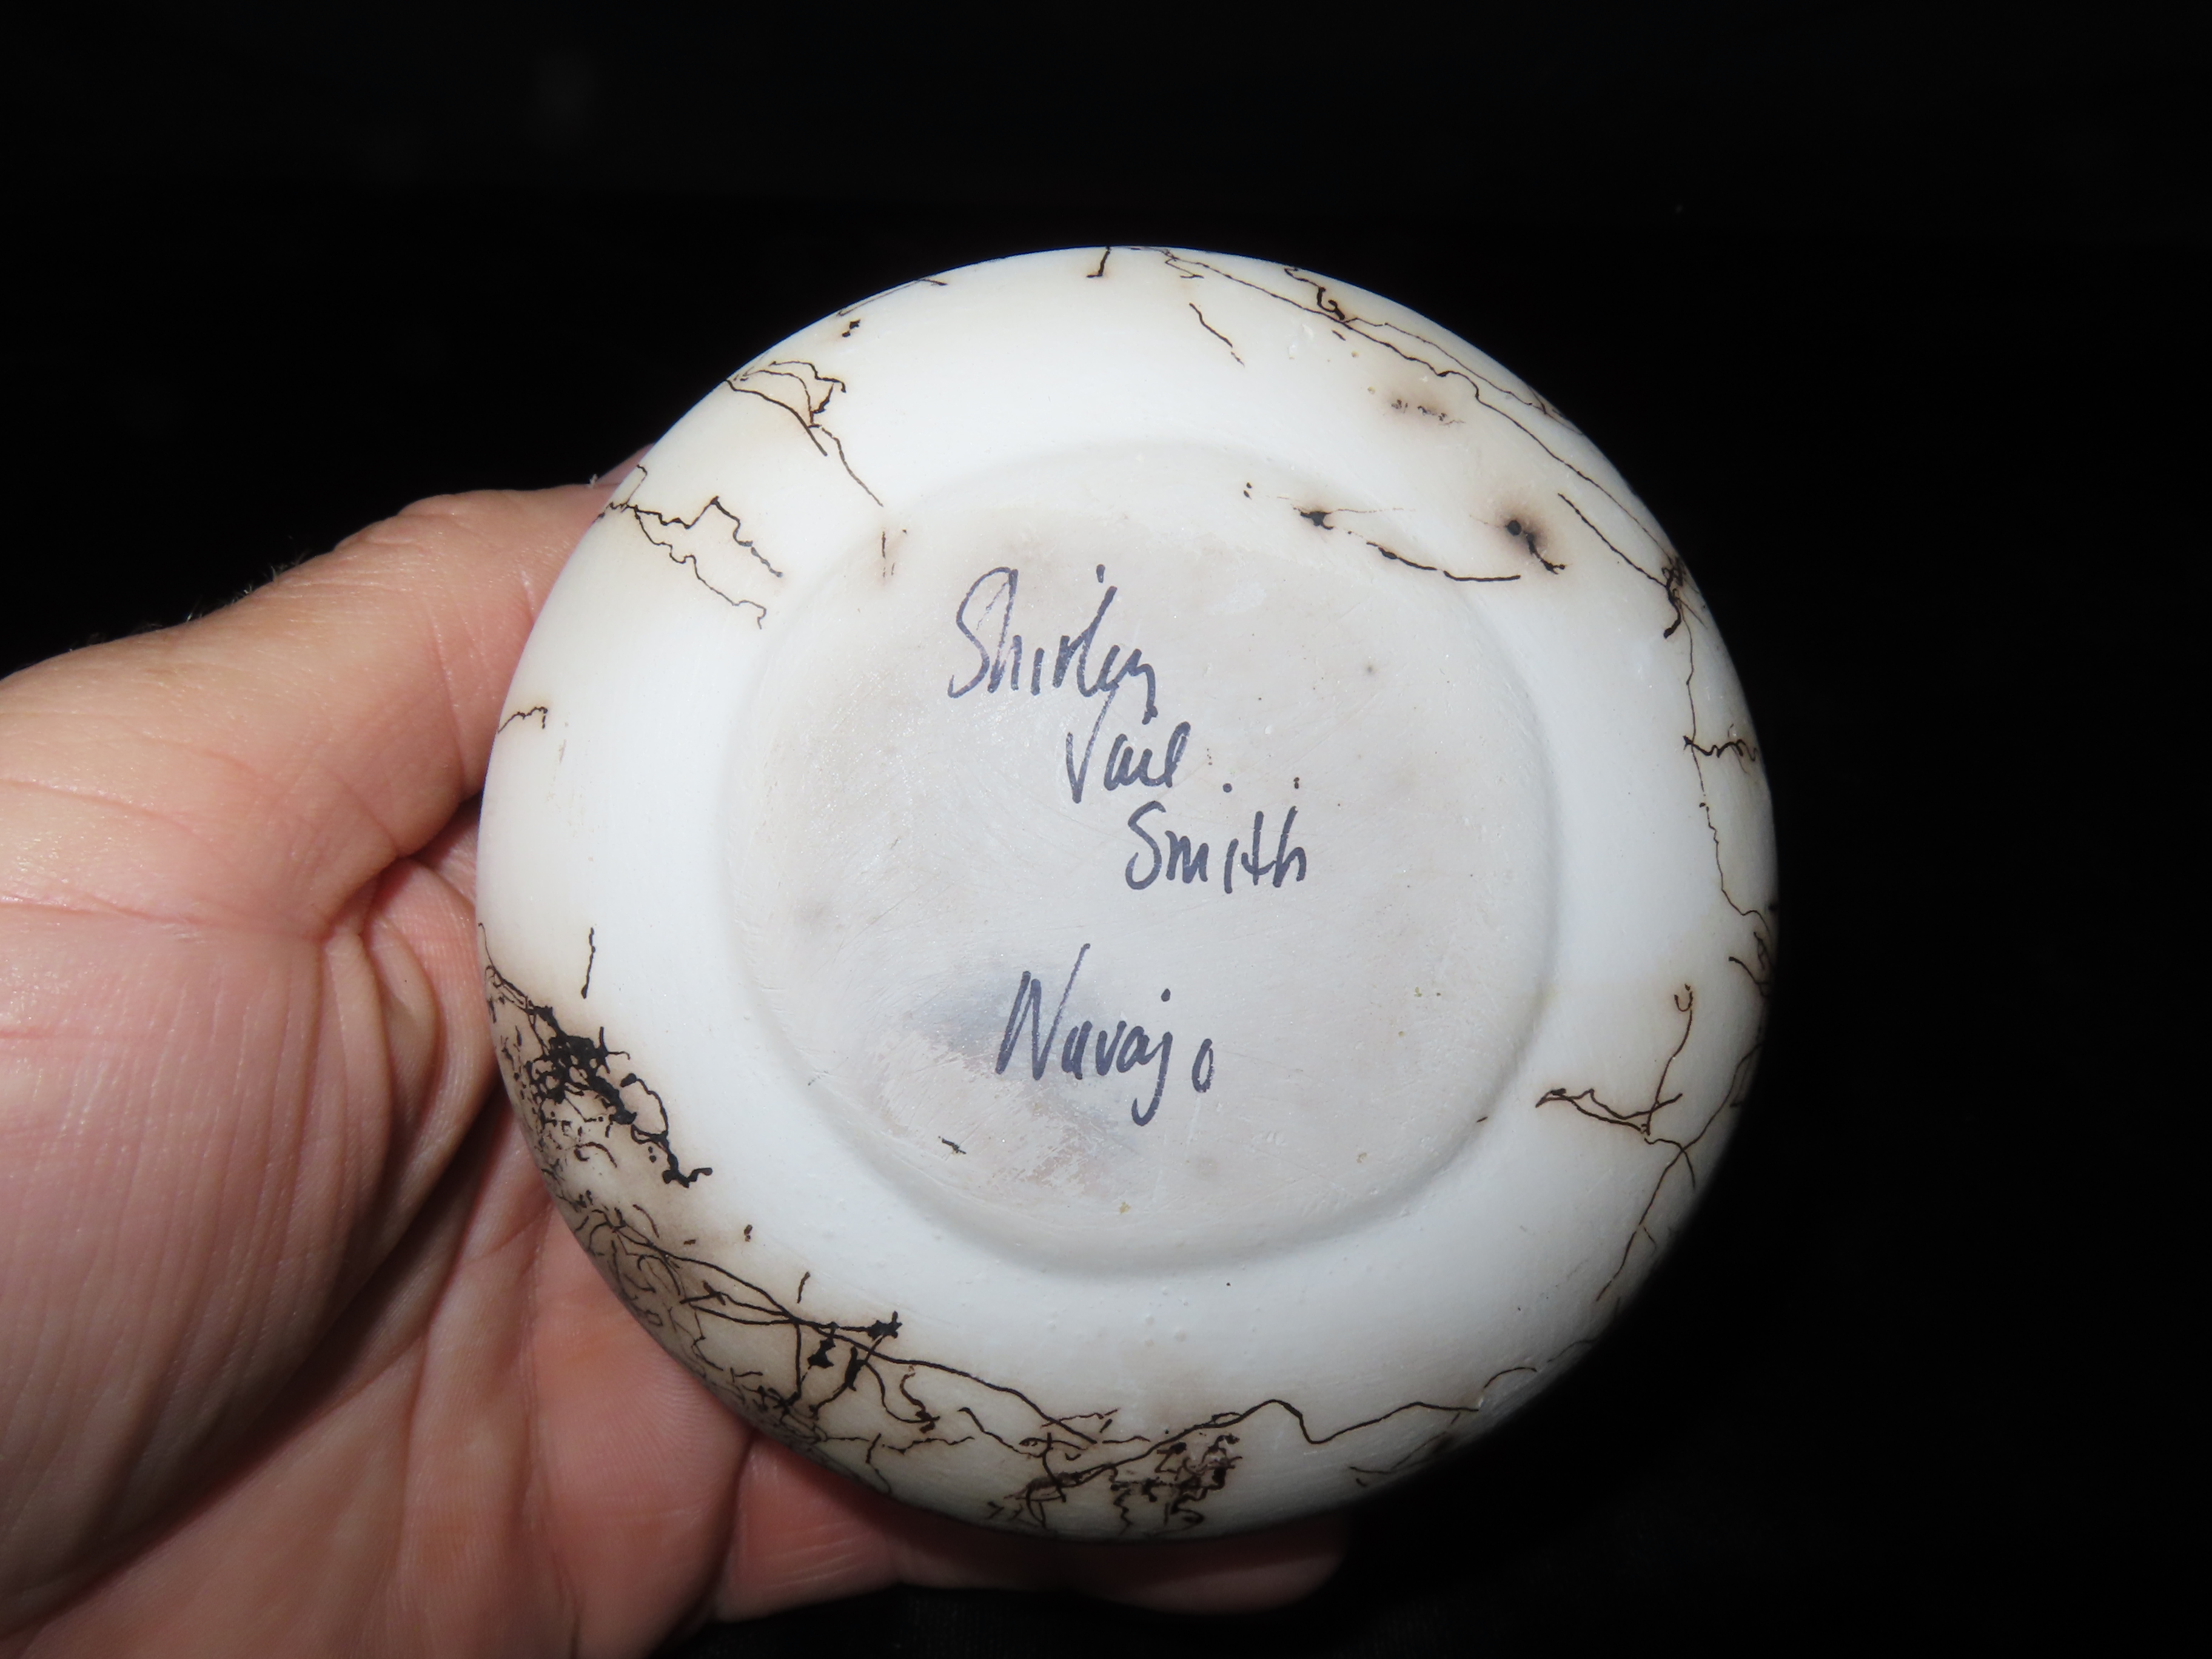 Shirley
Vail
Smith
Navajo